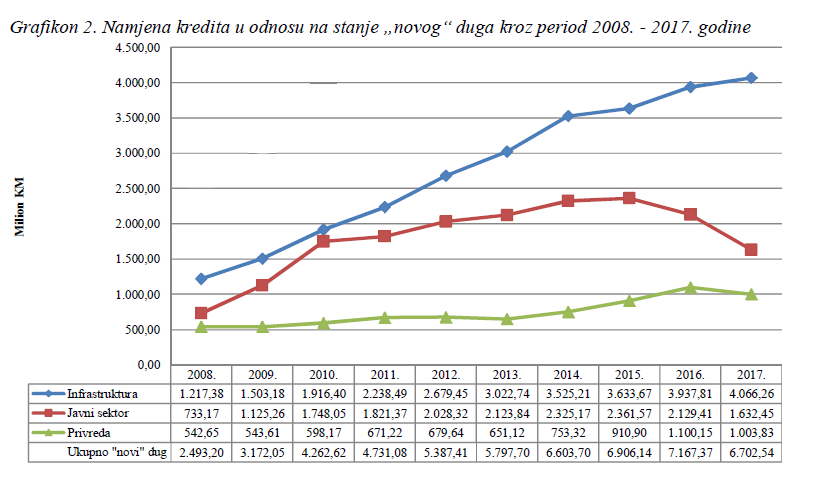 Grafikon 2. Namjena kredita u odnosu na stanje „novog“ duga kroz period 2008. - 2017. godine
4.500,00
4.000,00
3.500,00
3.000,00
2.500,00
2.000,00
1.500,00
1.000,00
500,00
0,00
Milion KM
2008. 2009. 2010. 2011. 2012. 2013. 2014. 2015. 2016. 2017.
Infrastruktura 1.217,38 1.503,18 1.916,40 2.238,49 2.679,45 3.022,74 3.525,21 3.633,67 3.937,81 4.066,26
Javni sektor 733,17 1.125,26 1.748,05 1.821,37 2.028,32 2.123,84 2.325,17 2.361,57 2.129,41 1.632,45
Privreda 542,65 543,61 598,17 671,22 679,64 651,12 753,32 910,90 1.100,15 1.003,83
Ukupno "novi" dug 2.493,20 3.172,05 4.262,62 4.731,08 5.387,41 5.797,70 6.603,70 6.906,14 7.167,37 6.702,54